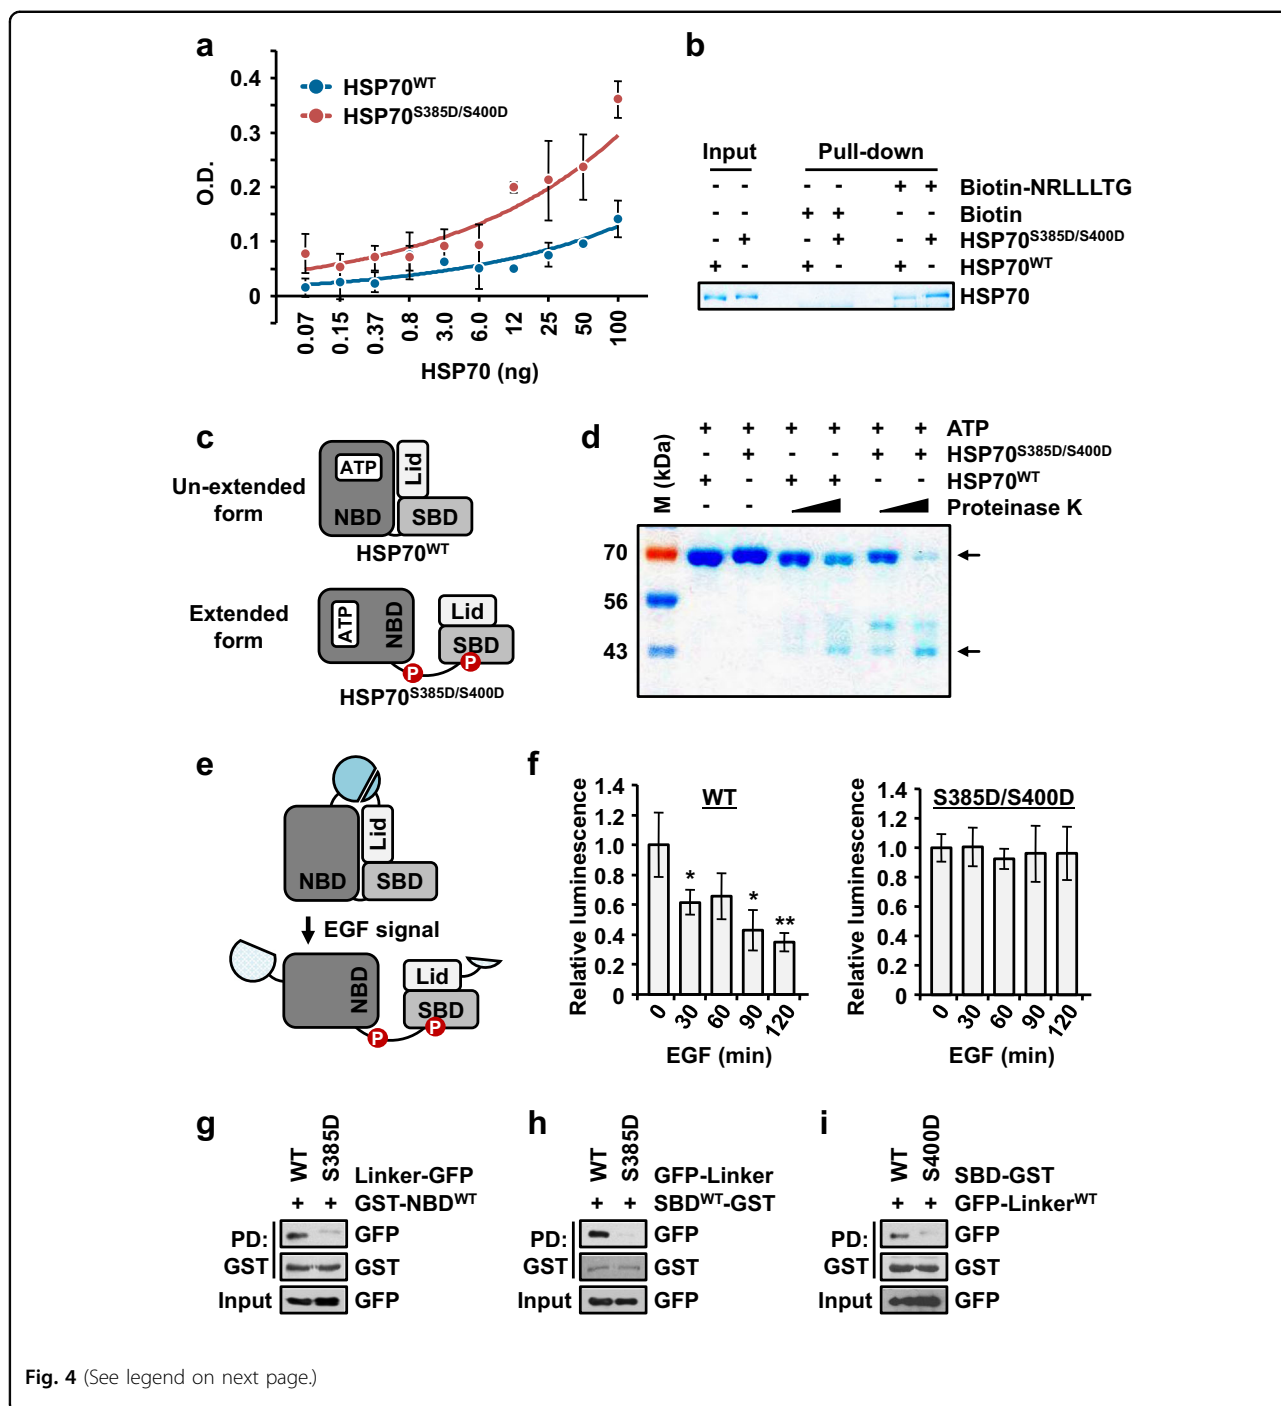 a
O.D.
0.4
0.3
0.2
0.1
0
HSP70WT
HSP70S385D/S400D
0.07 0.15 0.37 0.8 3.0 6.0 12 25 50 100
HSP70 (ng)
b
Input Pull-down
- - - - + + Biotin-NRLLLTG
- - + + - - Biotin
- + - + - + HSP70S385D/S400D
+ - + - + - HSP70WT
HSP70
c
Un-extended form
ATP
Lid
NBD SBD
HSP70WT
Extended form
ATP
NBD
Lid
SBD
P P
HSP70S385D/S400D
d
M (kDa)
+ + + + + + ATP
- + - - + + HSP70S385D/S400D
+ - + + - - HSP70WT
- - Proteinase K
70
56
43
e
Lid
NBD SBD
EGF signal
NBD
Lid
SBD
P P
f
Relative luminescence
1.4
1.2
1.0
0.8
0.6
0.4
0.2
0
WT
* * **
0 30 60 90 120
EGF (min)
Relative luminescence
1.4
1.2
1.0
0.8
0.6
0.4
0.2
0
S385D/S400D
0 30 60 90 120
EGF (min)
g
WT S385D Linker-GFP
+ + GST-NBDWT
PD: GFP
GST GST
Input GFP
h
WT S385D GFP-Linker
+ + SBDWT-GST
PD: GFP
GST GST
Input GFP
i
WT S400D SBD-GST
+ + GFP-LinkerWT
PD: GFP
GST GST
Input GFP
Fig. 4 (See legend on next page.)